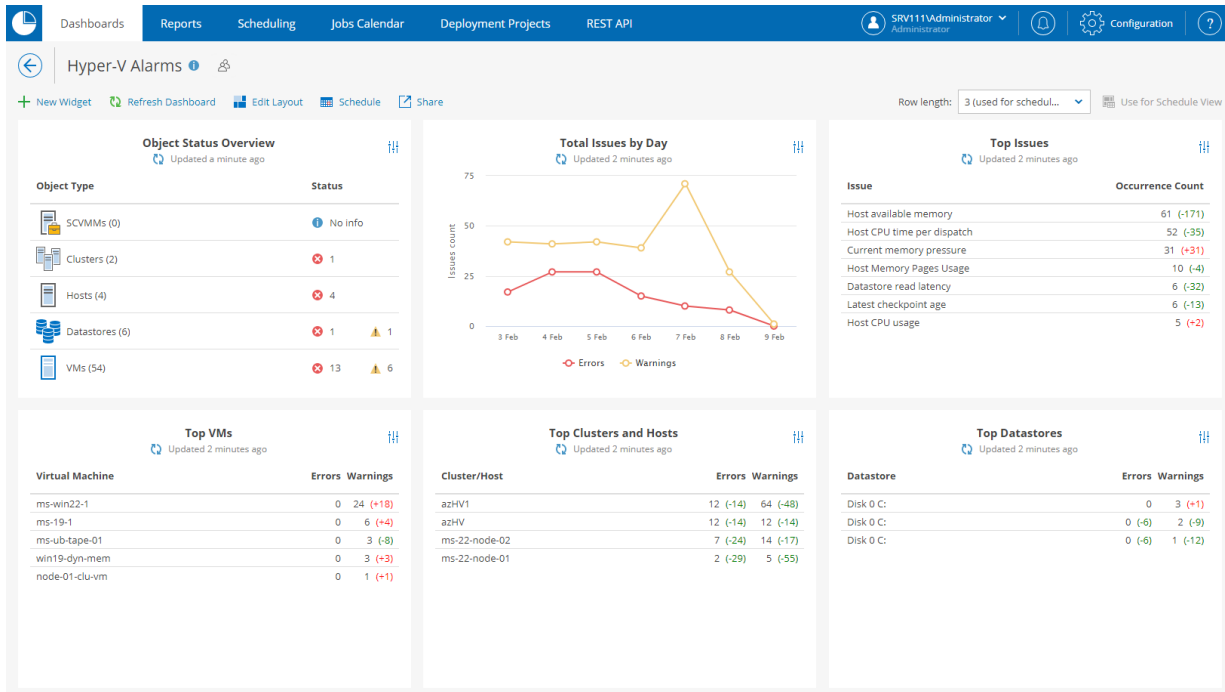 Dashboards Reports Scheduling Jobs Calendar Deployment Projects REST API SRV111\Administrator Administrator Configuration ?
Hyper-V Alarms
New Widget Refresh Dashboard Edit Layout Schedule Share Row length: 3 (used for schedul... Use for Schedule View
Object Status Overview
Updated a minute ago
Object Type Status
SCVMMs (0) No info
Clusters (2) 1
Hosts (4) 4
Datastores (6) 1 1
VMs (54) 13 6
Total Issues by Day
Updated 2 minutes ago
Issues count
75
50
25
0
3 Feb 4 Feb 5 Feb 6 Feb 7 Feb 8 Feb 9 Feb
Errors Warnings
Top Issues
Updated 2 minutes ago
Issue Occurrence Count
Host available memory 61 (-171)
Host CPU time per dispatch 52 (-35)
Current memory pressure 31 (+31)
Host Memory Pages Usage 10 (-4)
Datastore read latency 6 (-32)
Latest checkpoint age 6 (-13)
Host CPU usage 5 (+2)
Top VMs
Updated 2 minutes ago
Virtual Machine Errors Warnings
ms-win22-1 0 24 (+18)
ms-19-1 0 6 (+4)
ms-ub-tape-01 0 3 (-8)
win19-dyn-mem 0 3 (+3)
node-01-clu-vm 0 1 (+1)
Top Clusters and Hosts
Updated 2 minutes ago
Cluster/Host Errors Warnings
azHV1 12 (-14) 64 (-48)
azHV 12 (-14) 12 (-14)
ms-22-node-02 7 (-24) 14 (-17)
ms-22-node-01 2 (-29) 5 (-55)
Top Datastores
Updated 2 minutes ago
Datastore Errors Warnings
Disk 0 C: 0 3 (+1)
Disk 0 C: 0 (-6) 2 (-9)
Disk 0 C: 0 (-6) 1 (-12)